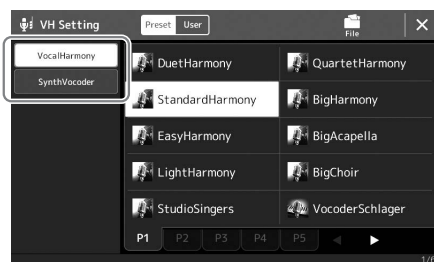 VH Setting
Preset User
File
VocalHarmony
SynthVocoder
DuetHarmony
QuartetHarmony
StandardHarmony
BigHarmony
EasyHarmony
BigAcapella
LightHarmony
BigChoir
StudioSingers
VocoderSchlager
P1 P2 P3 P4 P5